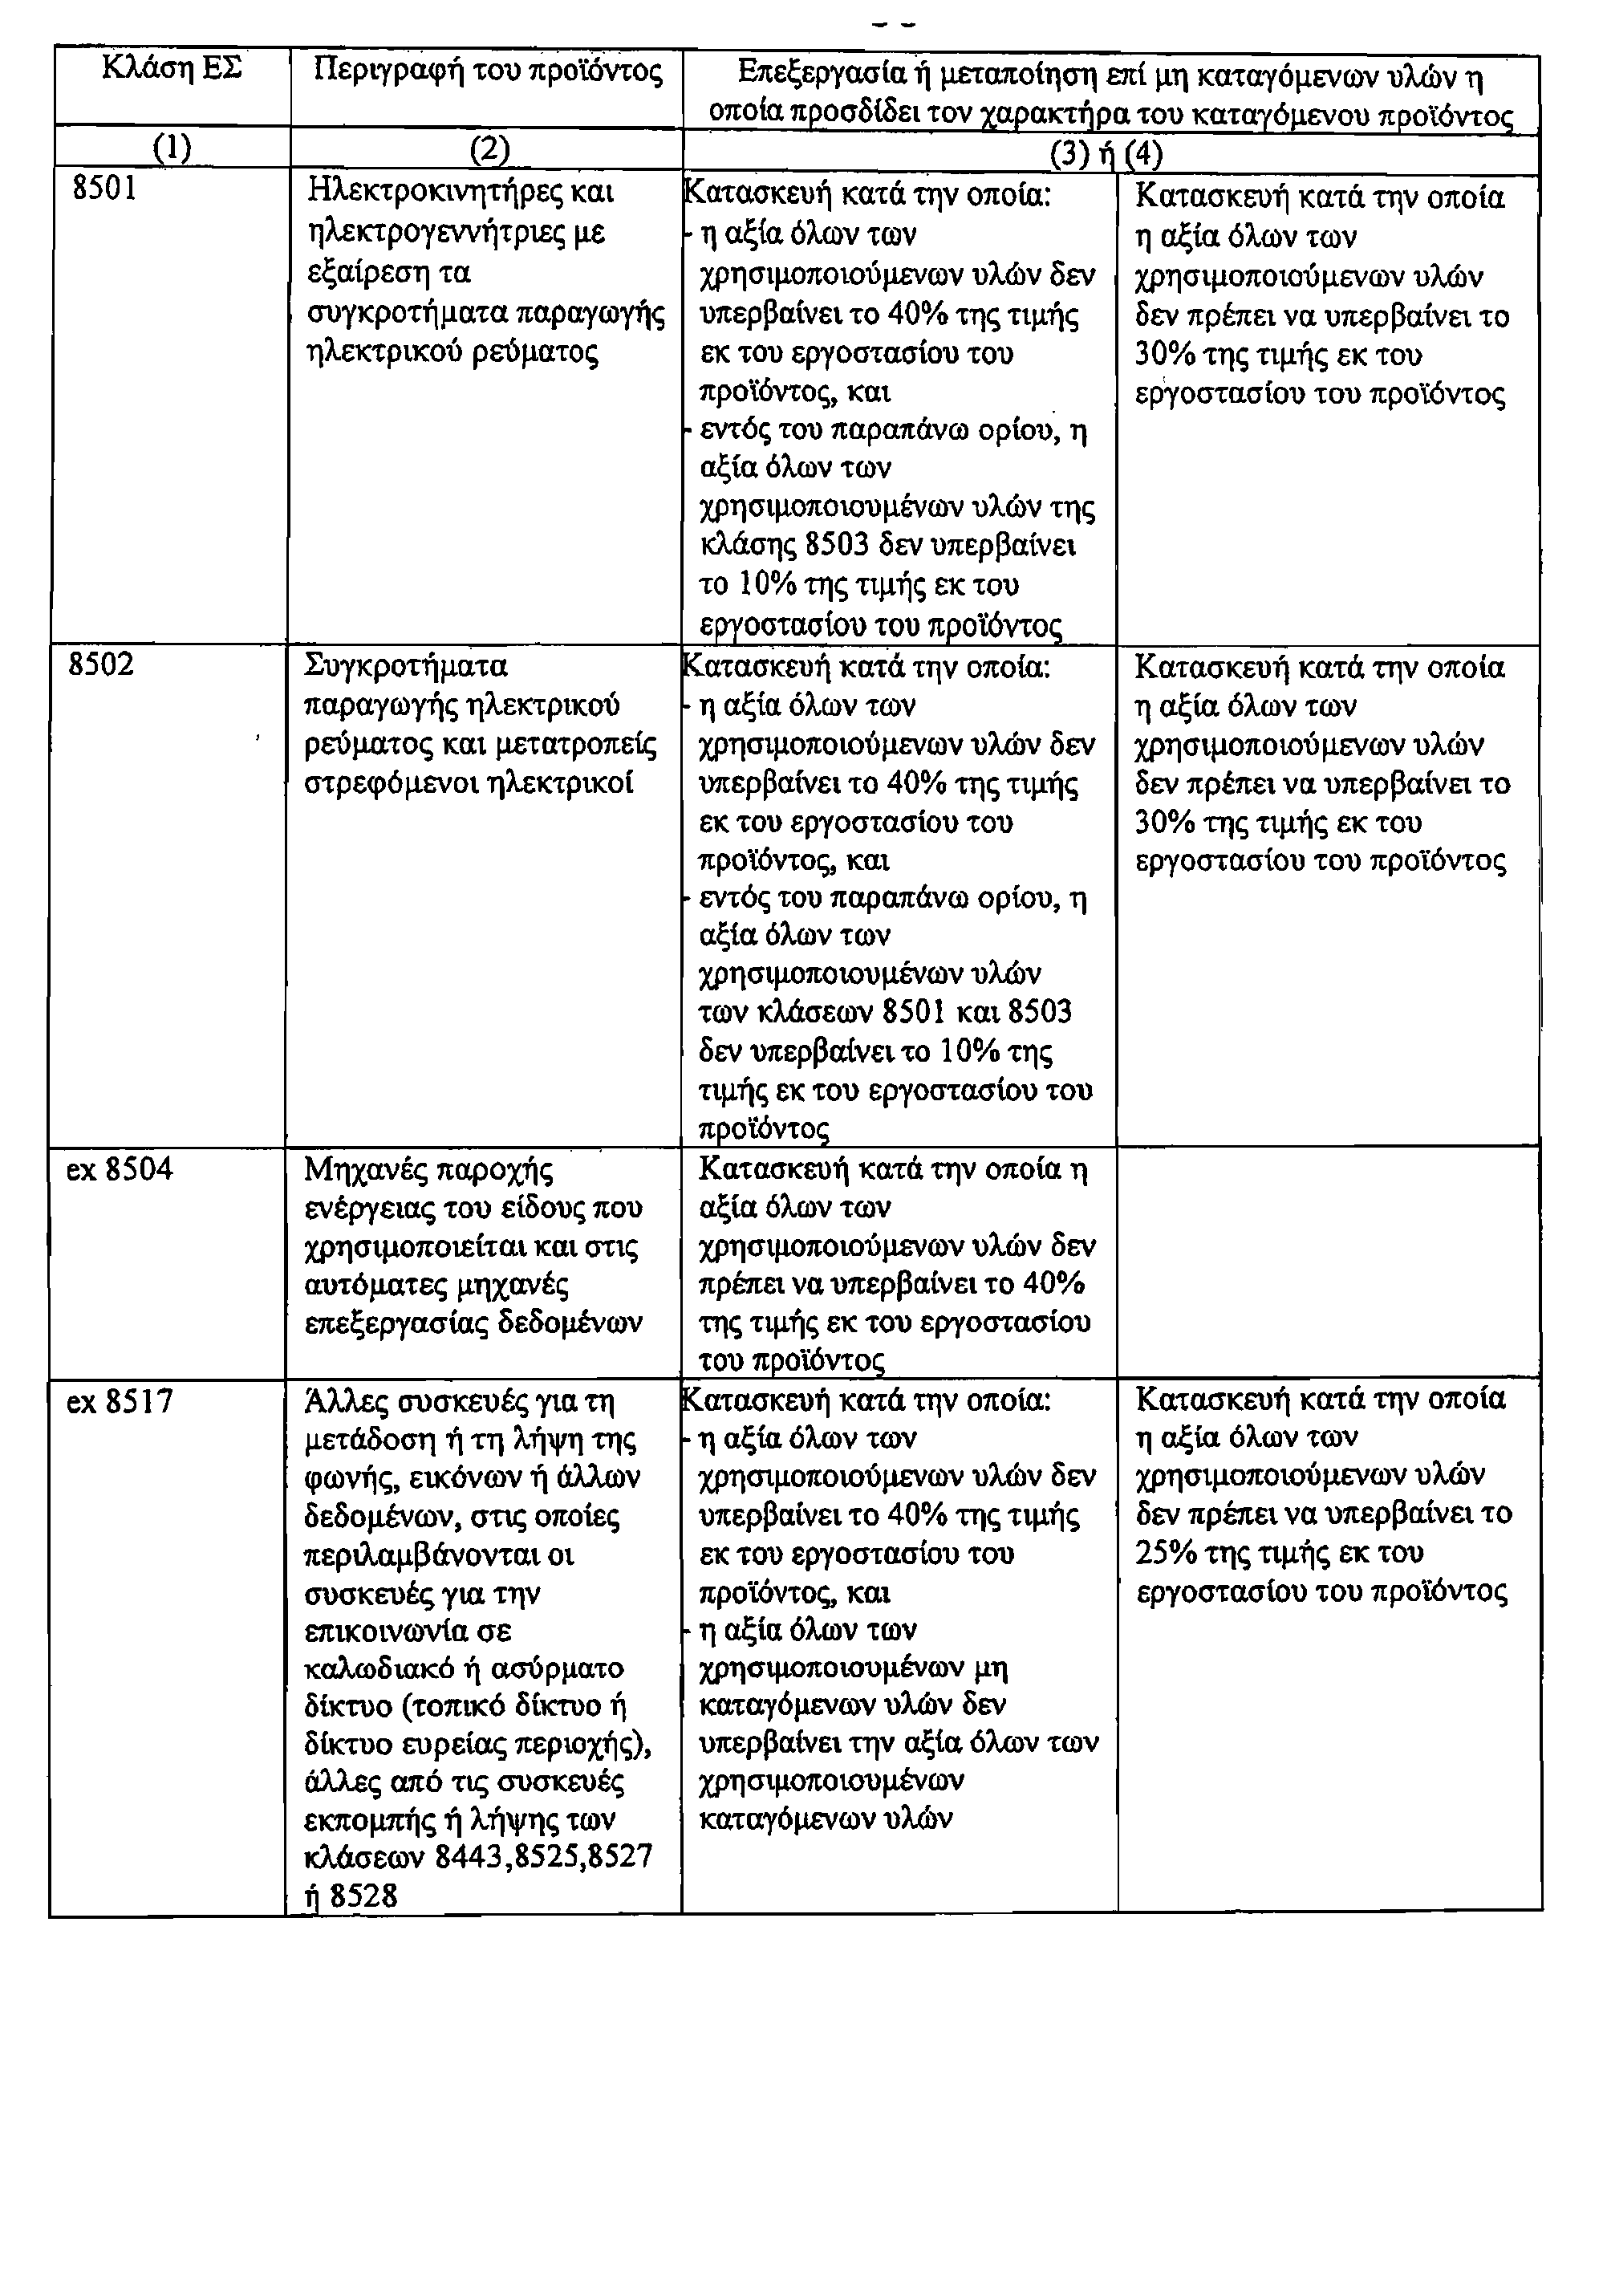 Κλάση ΕΣ
Περιγραφή του προϊόντος
Επεξεργασία ή μεταποίηση επί μη καταγόμενων υλών η
οποία προσδίδει τον χαρακτήρα του καταγόμενου προϊόντος
(1)
(2)
(3) ή (4)
8501
Ηλεκτροκινητήρες και
ηλεκτρογεννήτριες με
εξαίρεση τα
συγκροτήματα παραγωγής
ηλεκτρικού ρεύματος
Κατασκευή κατά την οποία:
- η αξία όλων των
χρησιμοποιούμενων υλών δεν
υπερβαίνει το 40% της τιμής
εκ του εργοστασίου του
προϊόντος, και
- εντός του παραπάνω ορίου, η
αξία όλων των
χρησιμοποιουμένων υλών της
κλάσης 8503 δεν υπερβαίνει
το 10% της τιμής εκ του
εργοστασίου του προϊόντος
Κατασκευή κατά την οποία
η αξία όλων των
χρησιμοποιούμενων υλών
δεν πρέπει να υπερβαίνει το
30% της τιμής εκ του
εργοστασίου του προϊόντος
8502
Συγκροτήματα
παραγωγής ηλεκτρικού
ρεύματος και μετατροπείς
στρεφόμενοι ηλεκτρικοί
Κατασκευή κατά την οποία:
- η αξία όλων των
χρησιμοποιούμενων υλών δεν
υπερβαίνει το 40% της τιμής
εκ του εργοστασίου του
προϊόντος, και
- εντός του παραπάνω ορίου, η
αξία όλων των
χρησιμοποιουμένων υλών
των κλάσεων 8501 και 8503
δεν υπερβαίνει το 10% της
τιμής εκ του εργοστασίου του
προϊόντος
Κατασκευή κατά την οποία
η αξία όλων των
χρησιμοποιούμενων υλών
δεν πρέπει να υπερβαίνει το
30% της τιμής εκ του
εργοστασίου του προϊόντος
ex 8504
Μηχανές παροχής
ενέργειας του είδους που
χρησιμοποιείται και στις
αυτόματες μηχανές
επεξεργασίας δεδομένων
Κατασκευή κατά την οποία η
αξία όλων των
χρησιμοποιούμενων υλών δεν
πρέπει να υπερβαίνει το 40%
της τιμής εκ του εργοστασίου
του προϊόντος
ex 8517
Άλλες συσκευές για τη
μετάδοση ή τη λήψη της
φωνής, εικόνων ή άλλων
δεδομένων, στις οποίες
περιλαμβάνονται οι
συσκευές για την
επικοινωνία σε
καλωδιακό ή ασύρματο
δίκτυο (τοπικό δίκτυο ή
δίκτυο ευρείας περιοχής),
άλλες από τις συσκευές
εκπομπής ή λήψης των
κλάσεων 8443,8525,8527
ή 8528
Κατασκευή κατά την οποία:
- η αξία όλων των
χρησιμοποιούμενων υλών δεν
υπερβαίνει το 40% της τιμής
εκ του εργοστασίου του
προϊόντος, και
- η αξία όλων των
χρησιμοποιουμένων μη
καταγόμενων υλών δεν
υπερβαίνει την αξία όλων των
χρησιμοποιουμένων
καταγόμενων υλών
Κατασκευή κατά την οποία
η αξία όλων των
χρησιμοποιούμενων υλών
δεν πρέπει να υπερβαίνει το
25% της τιμής εκ του
εργοστασίου του προϊόντος